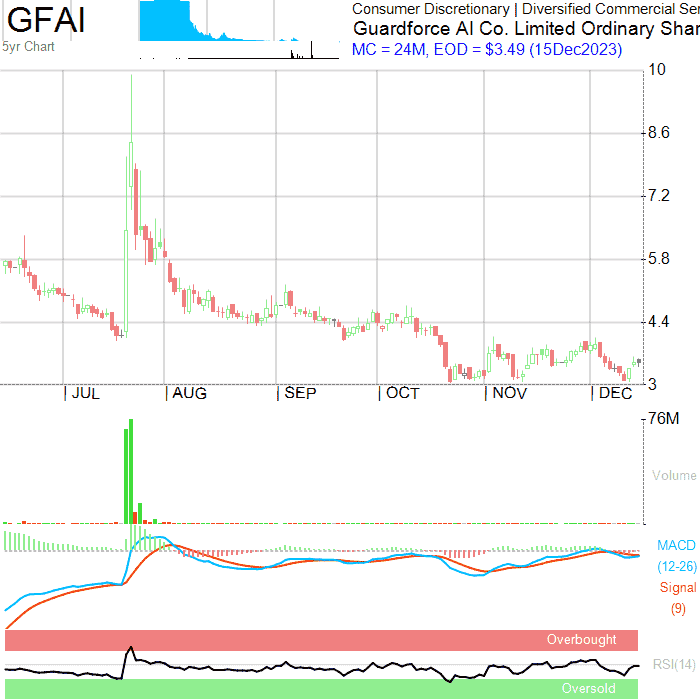 GFAI
5yr Chart
Consumer Discretionary | Diversified Commercial Ser
Guardforce AI Co. Limited Ordinary Shar
MC = 24M, EOD = $3.49 (15Dec2023)
10
8.6
7.2
5.8
4.4
3
| JUL | AUG | SEP | OCT | NOV | DEC
76M
Volume
MACD
(12-26)
Signal
(9)
Overbought
RSI(14)
Oversold